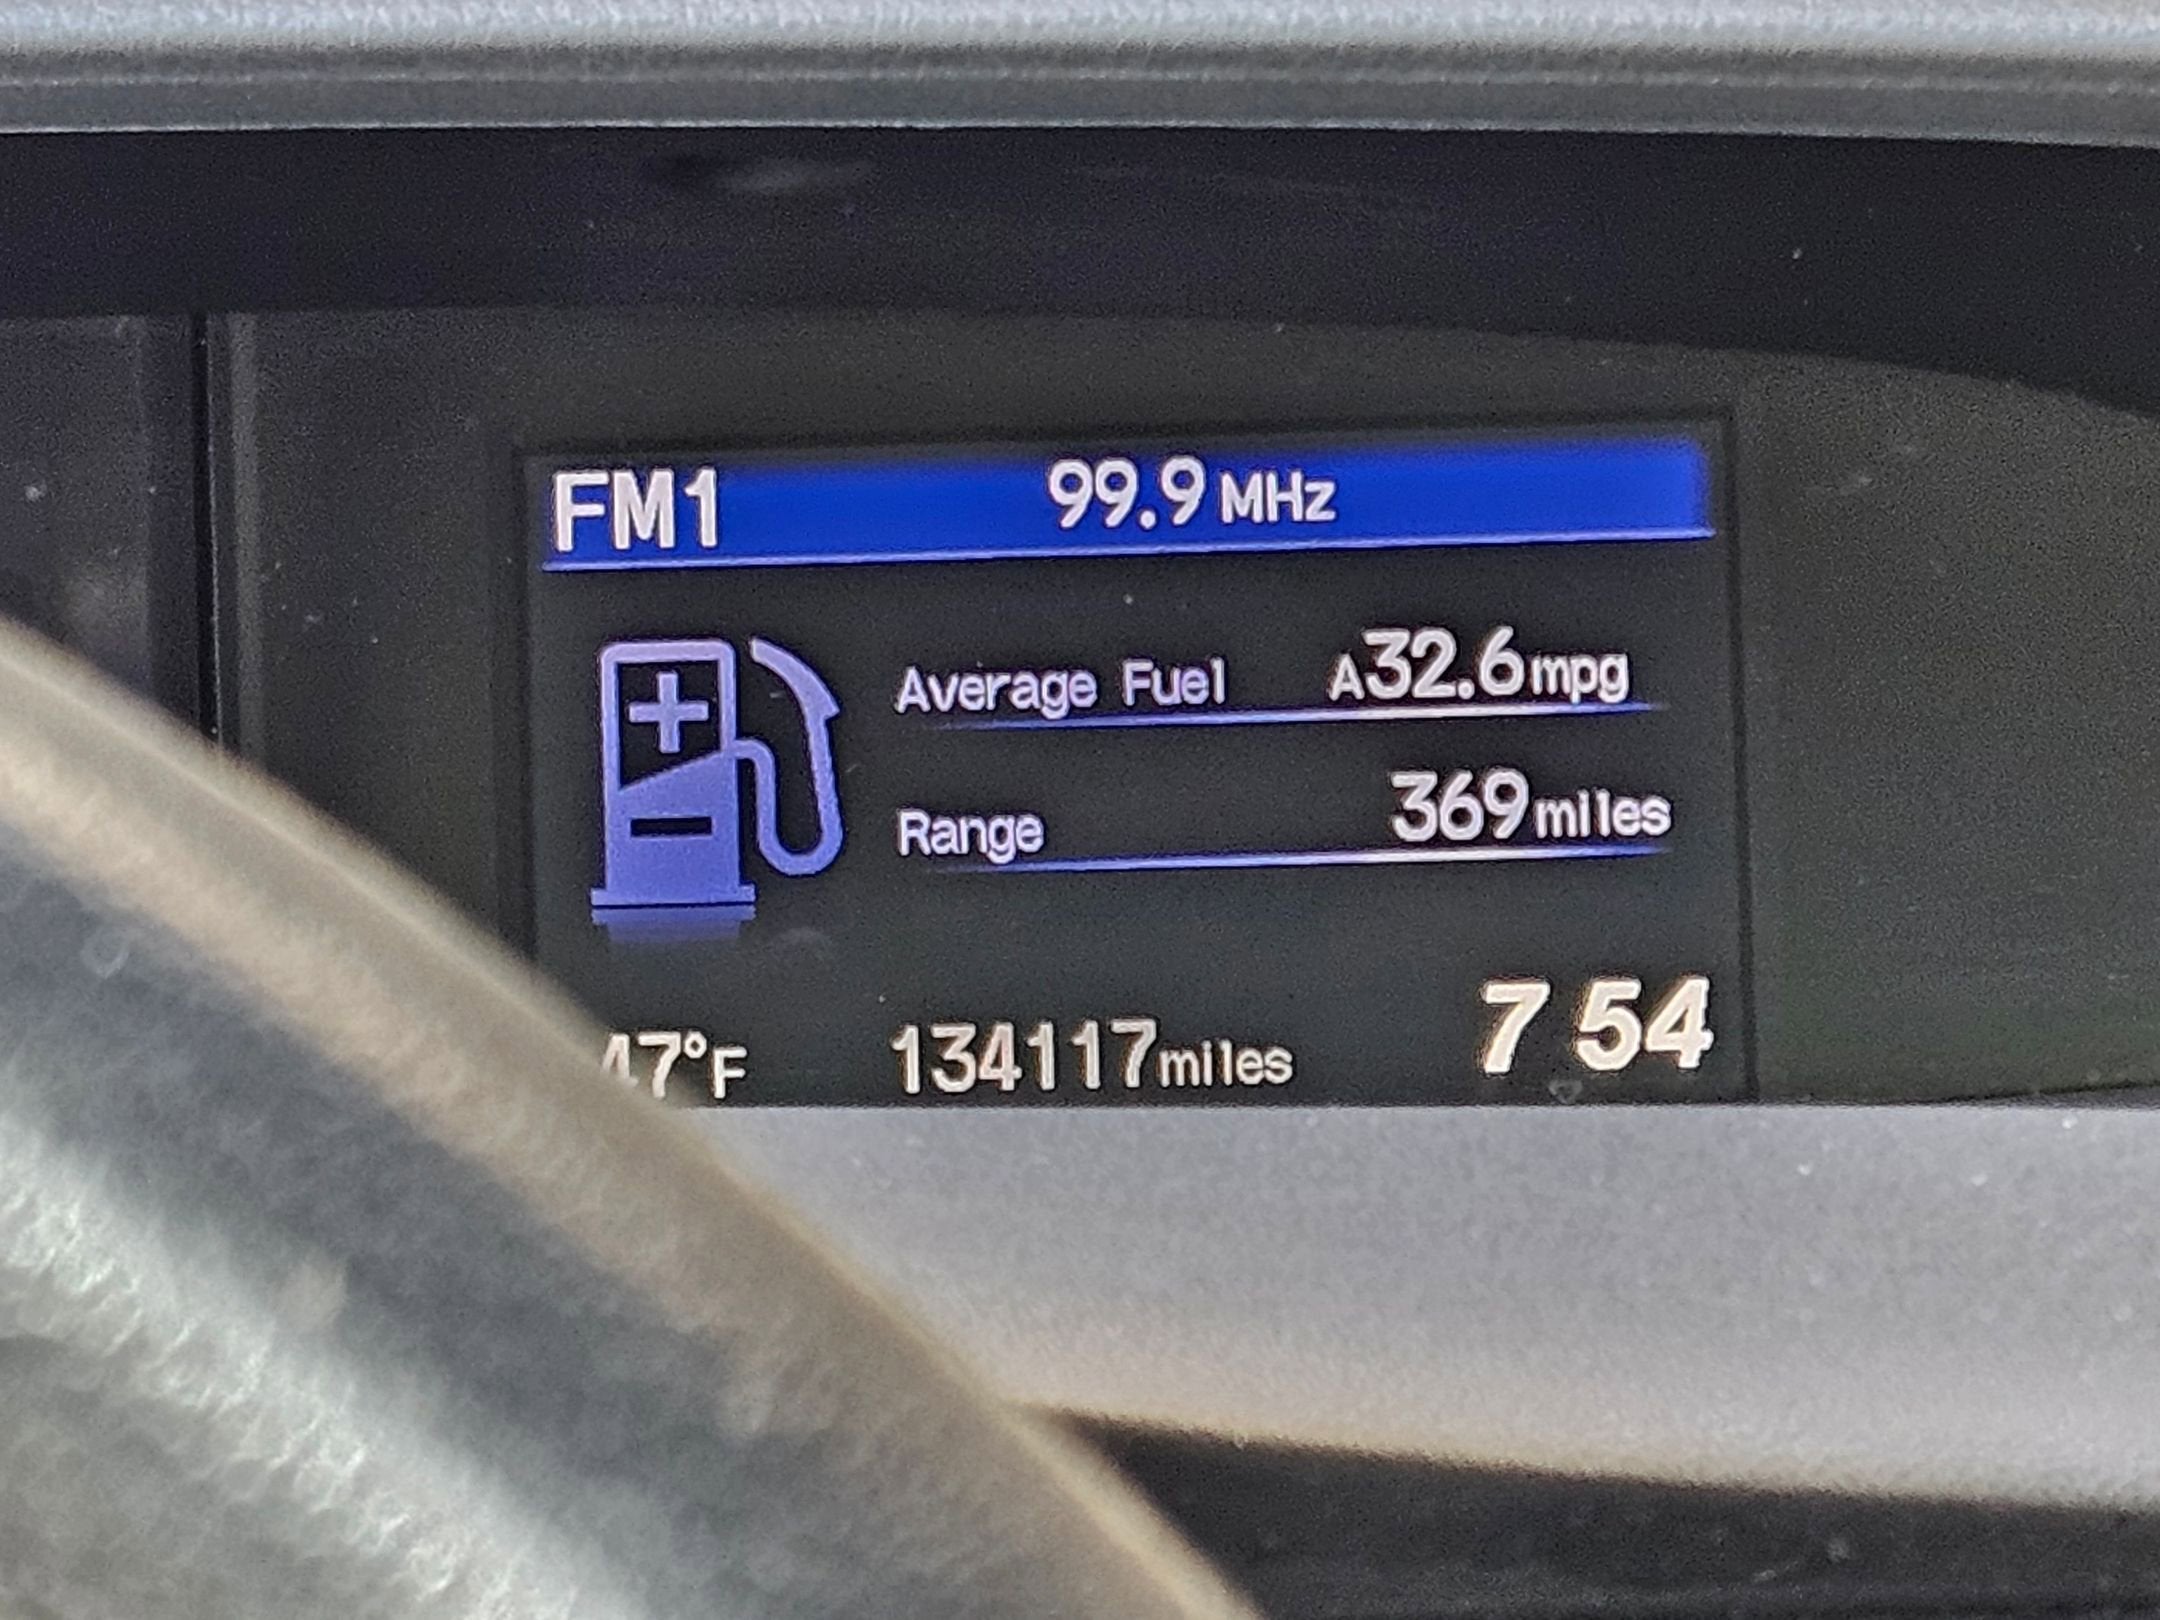 FM1 99.9 MHz
Average Fuel A32.6mpg
Range 369miles
47°F 134117miles 7 54